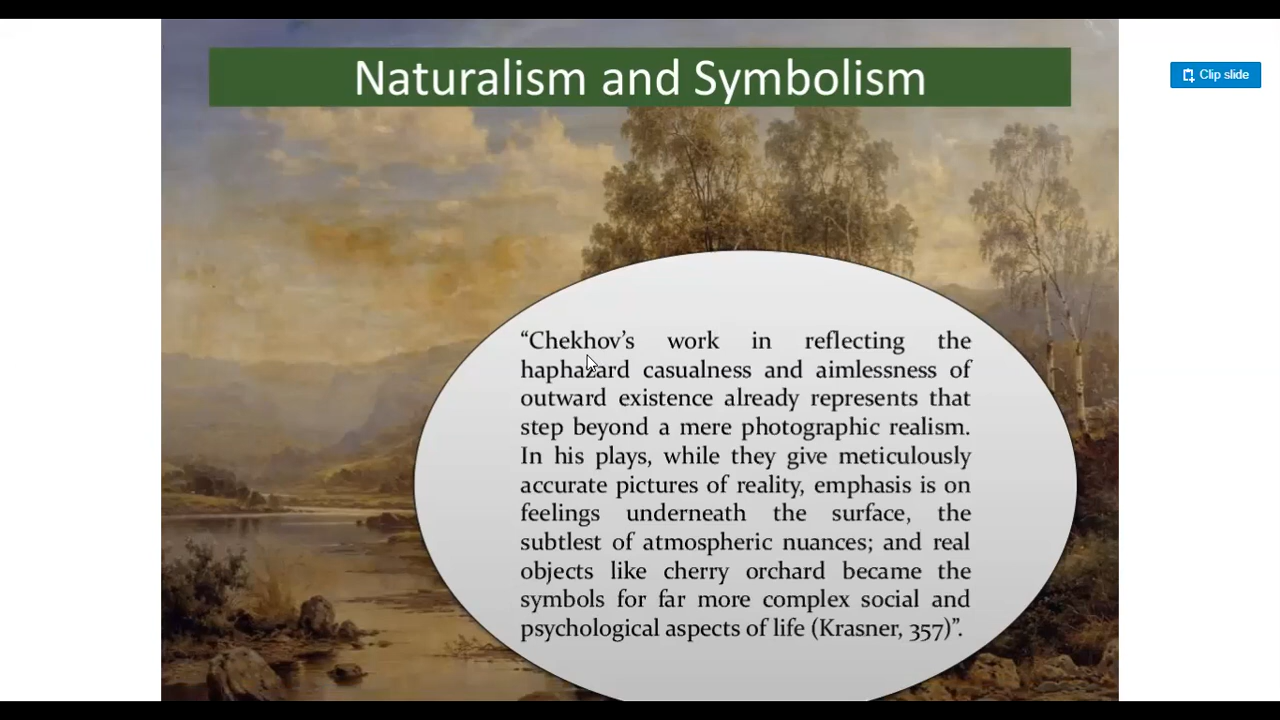 Naturalism and Symbolism
Clip slide
“Chekhov’s work in reflecting the
haphazard casualness and aimlessness of
outward existence already represents that
step beyond a mere photographic realism.
In his plays, while they give meticulously
accurate pictures of reality, emphasis is on
feelings underneath the surface, the
subtlest of atmospheric nuances; and real
objects like cherry orchard became the
symbols for far more complex social and
psychological aspects of life (Krasner, 357)”.